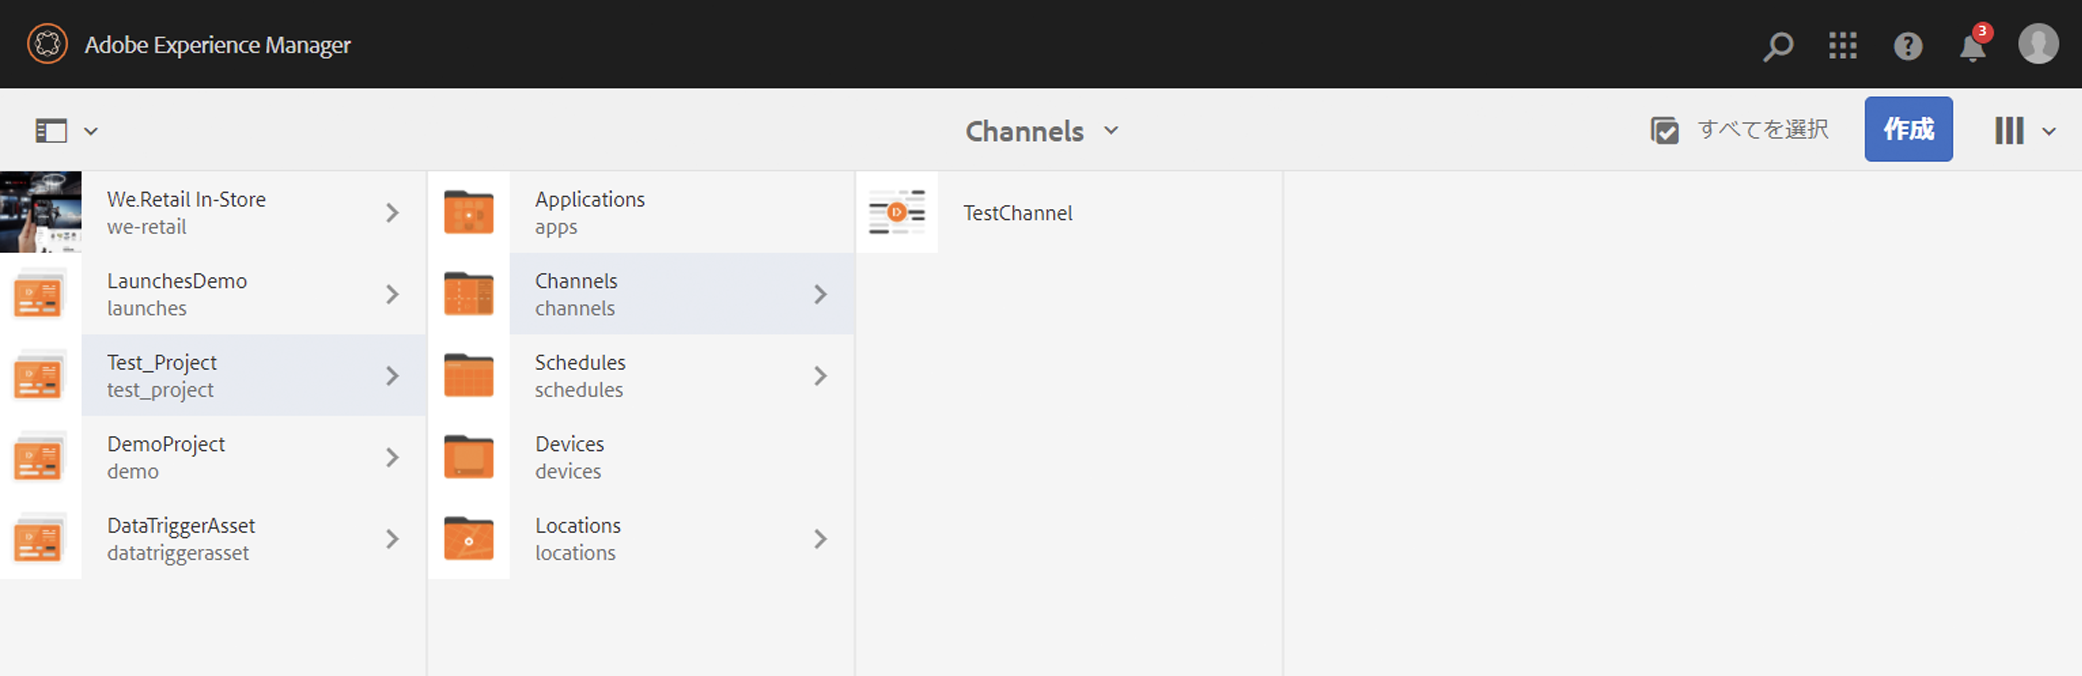 Adobe Experience Manager
3
Channels
すべてを選択
作成
We.Retail In-Store
we-retail
LaunchesDemo
launches
Test_Project
test_project
DemoProject
demo
DataTriggerAsset
datatriggerasset
Applications
apps
Channels
channels
Schedules
schedules
Devices
devices
Locations
locations
TestChannel